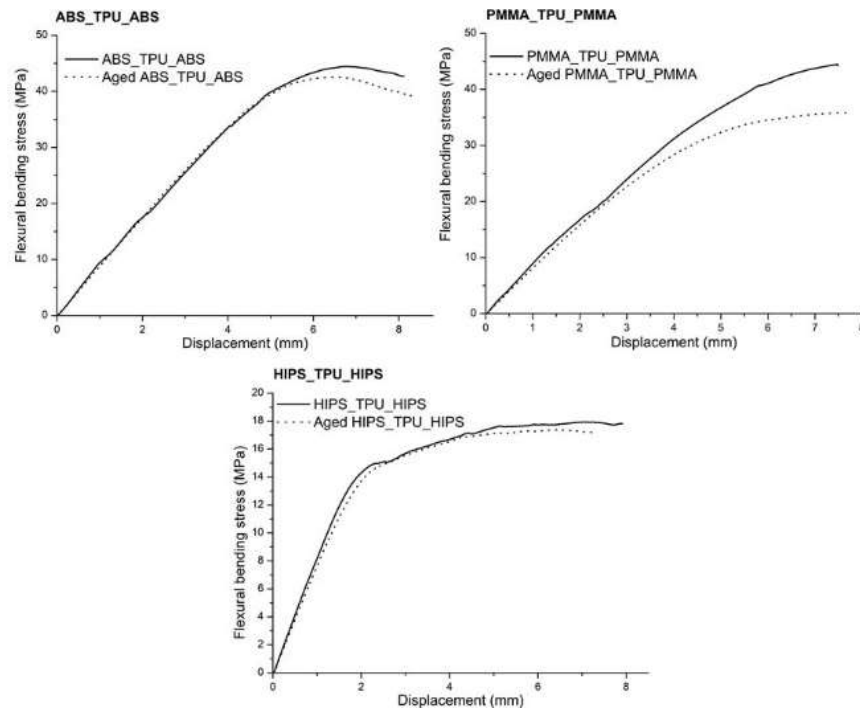 ABS_TPU_ABS
ABS_TPU_ABS
Aged ABS_TPU_ABS
Flexural bending stress (MPa)
50
40
30
20
10
0
0 2 4 6 8
Displacement (mm)
PMMA_TPU_PMMA
PMMA_TPU_PMMA
Aged PMMA_TPU_PMMA
Flexural bending stress (MPa)
50
40
30
20
10
0
0 1 2 3 4 5 6 7 8
Displacement (mm)
HIPS_TPU_HIPS
HIPS_TPU_HIPS
Aged HIPS_TPU_HIPS
Flexural bending stress (MPa)
20
18
16
14
12
10
8
6
4
2
0
0 2 4 6 8
Displacement (mm)